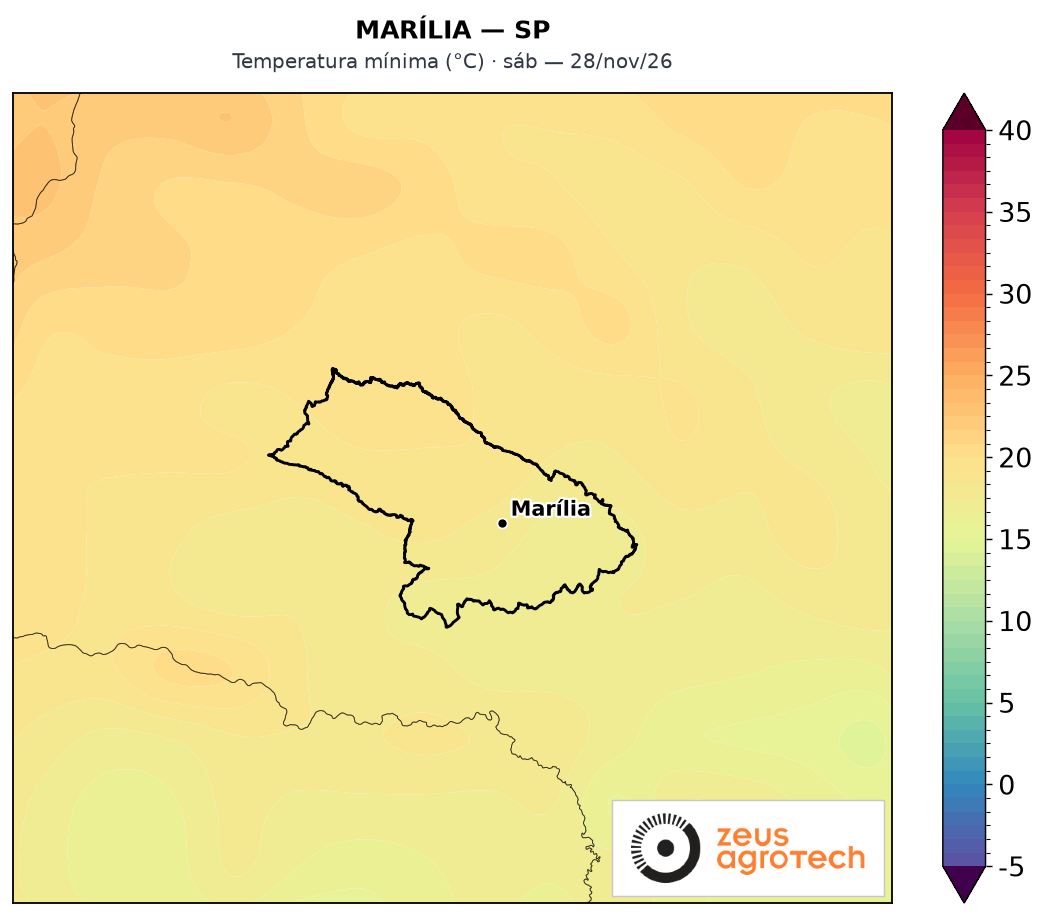 MARÍLIA — SP
Temperatura mínima (°C) · sáb — 28/nov/26
40
35
30
25
20
15
10
5
0
-5
Marília
zeus
agrotech